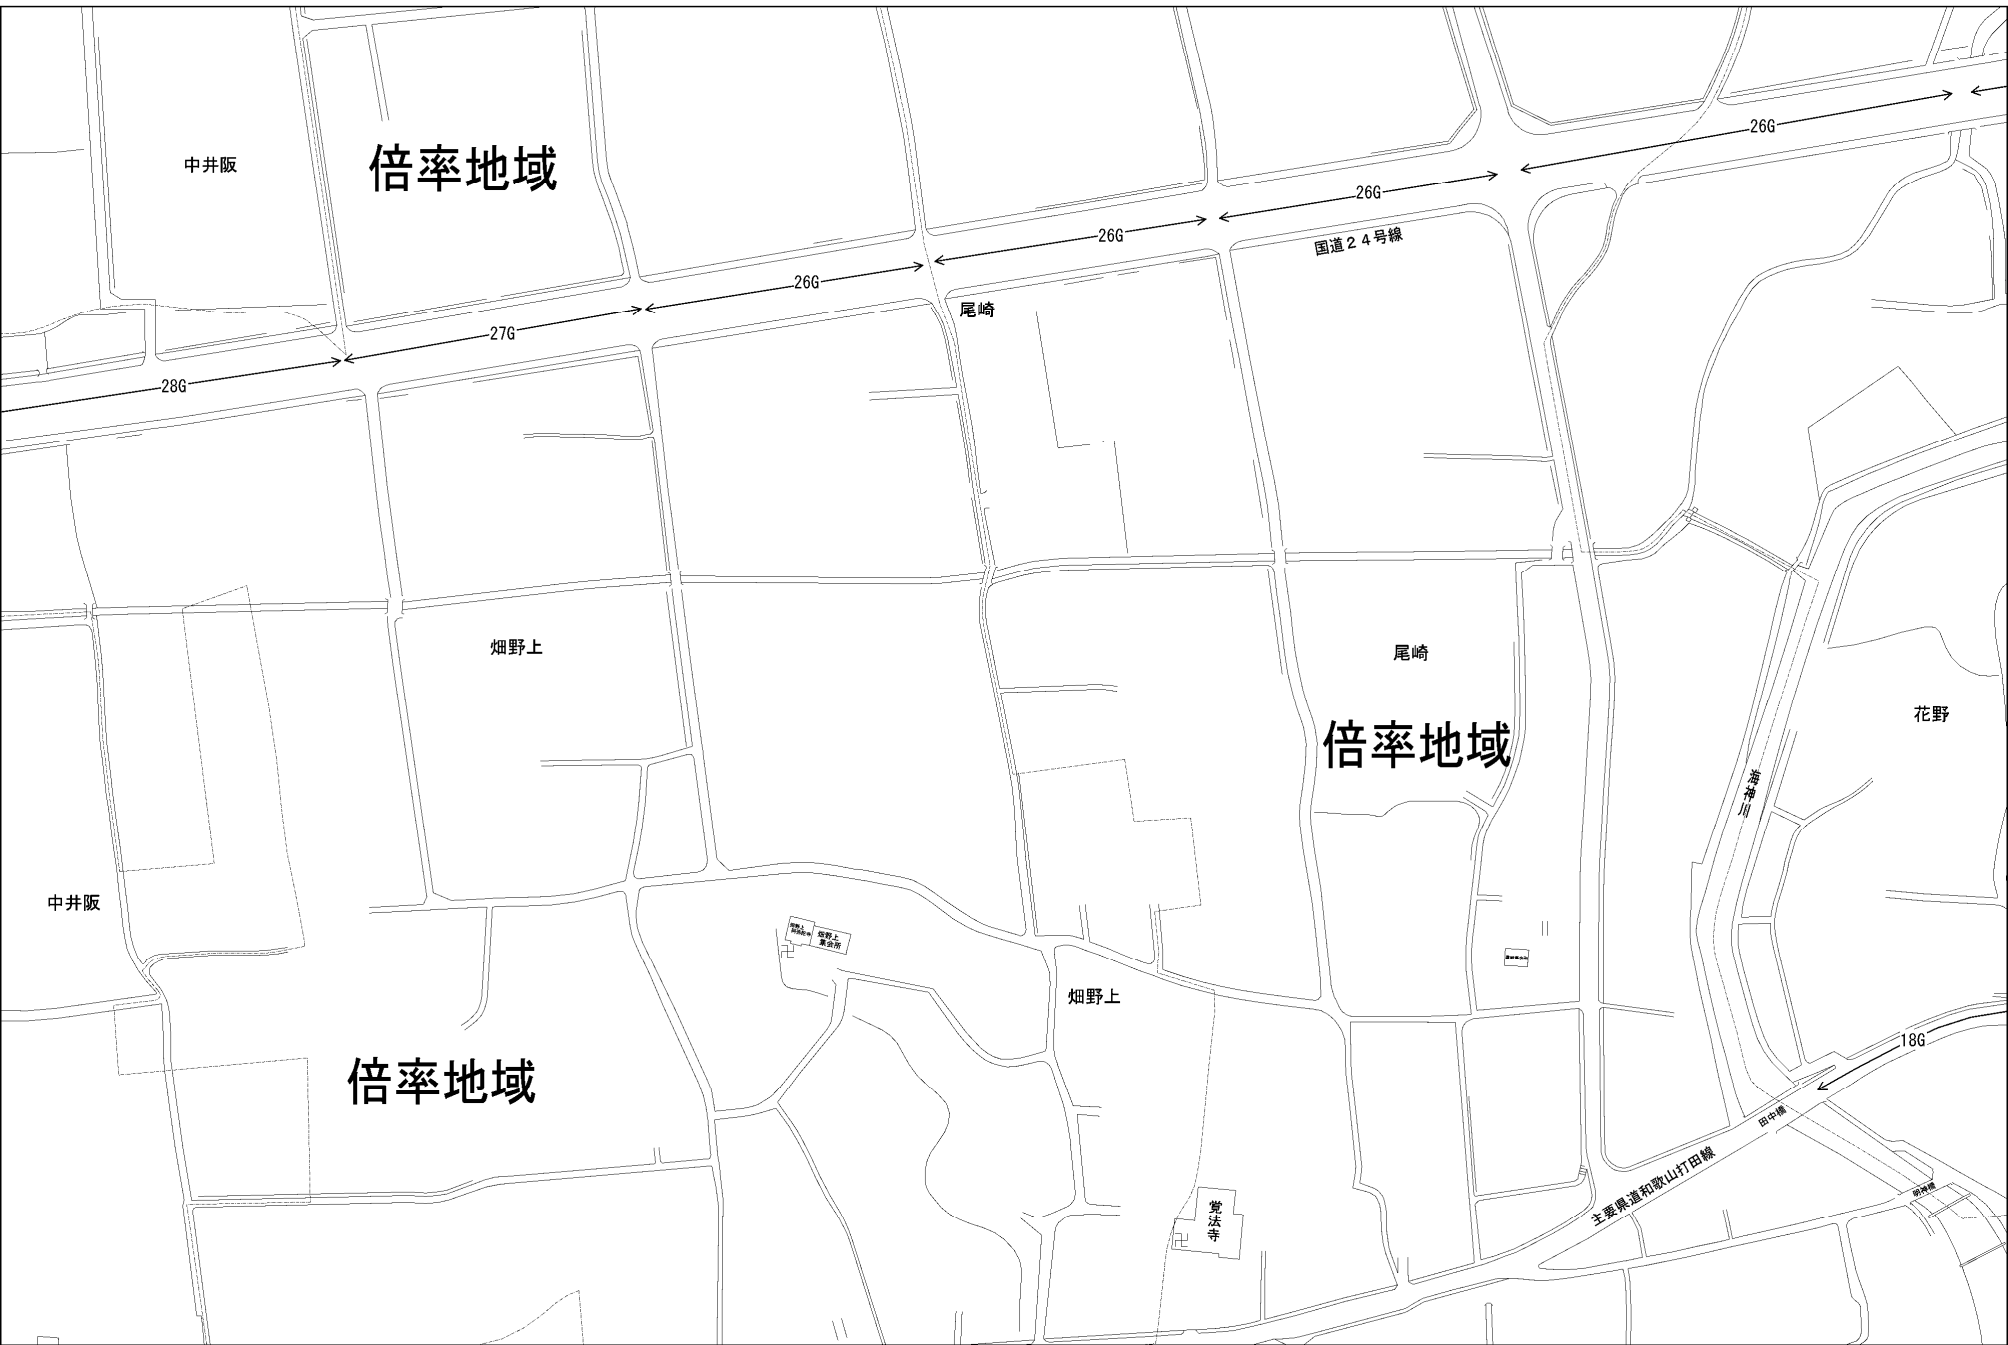 26G
中井阪
倍率地域
26G
26G
国道２４号線
26G
尾崎
27G
28G
畑野上
尾崎
花野
倍率地域
海神川
中井阪
畑野上
集会所
畑野上
18G
倍率地域
田中橋
主要県道和歌山打田線
明神橋
覚法寺